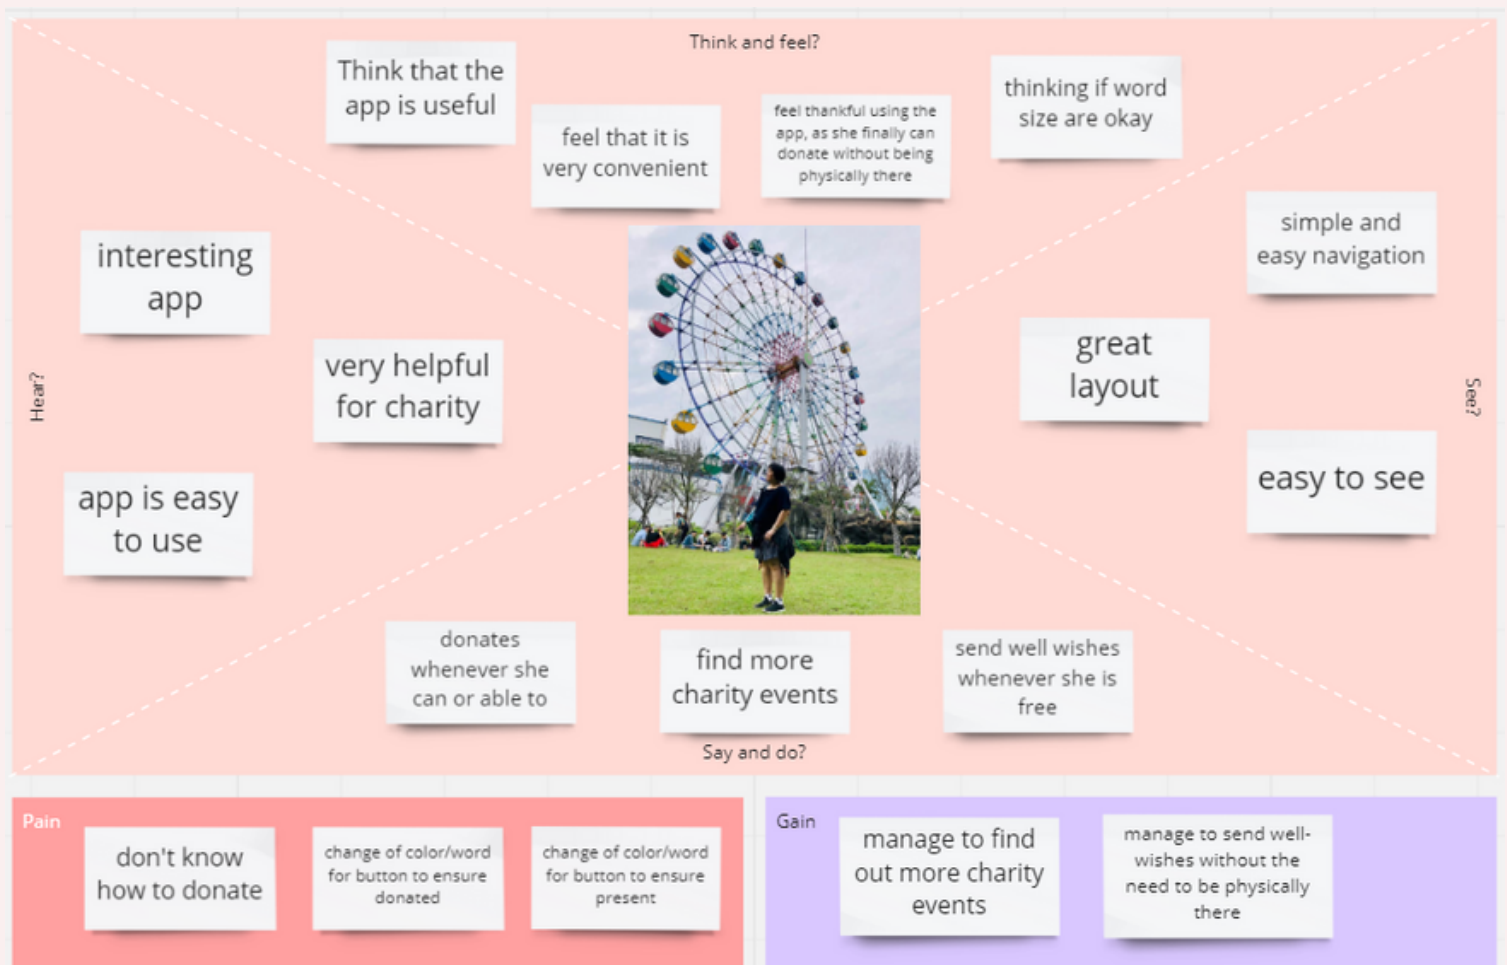 Think and feel?
Think that the
app is useful
feel that it is
very convenient
feel thankful using the
app, as she finally can
donate without being
physically there
thinking if word
size are okay
Hear?
interesting
app
very helpful
for charity
app is easy
to use
See?
simple and
easy navigation
great
layout
easy to see
donates
whenever she
can or able to
find more
charity events
send well wishes
whenever she is
free
Say and do?
Pain
don't know
how to donate
change of color/word
for button to ensure
donated
change of color/word
for button to ensure
present
Gain
manage to find
out more charity
events
manage to send well-
wishes without the
need to be physically
there